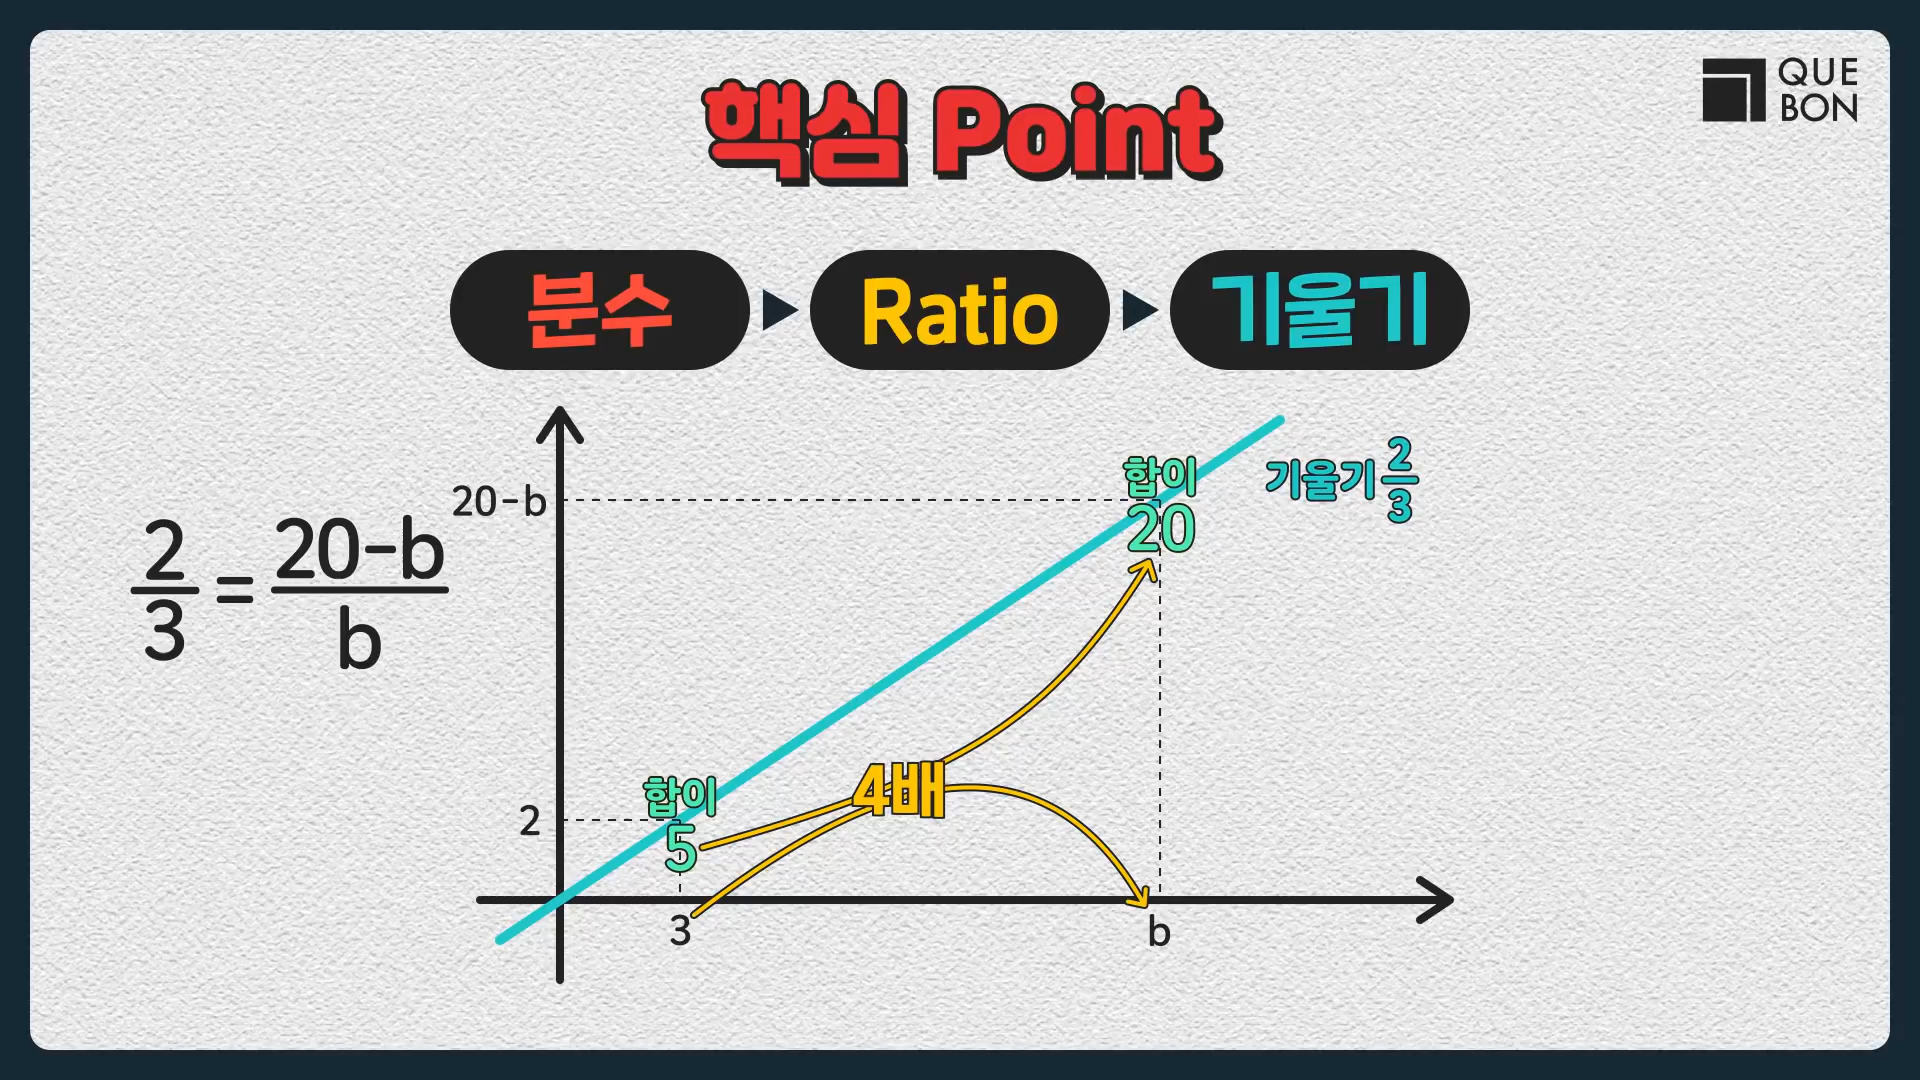 QUE
BON
핵심 Point
분수 ▶ Ratio ▶ 기울기
2/3 = 20-b/b
20-b
합이
20
기울기 2/3
4배
합이
5
2
3
b